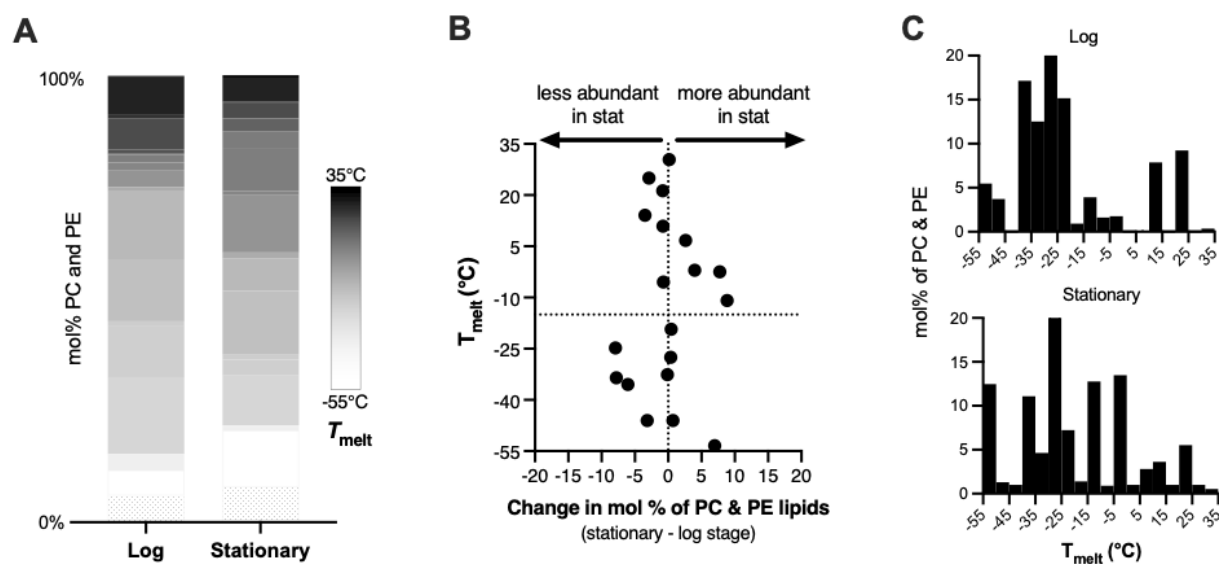 A
100%
mol% PC and PE
0%
Log
Stationary
35°C
-55°C
Tmelt
B
less abundant
in stat
more abundant
in stat
35
20
5
-10
-25
-40
-55
Tmelt (°C)
-20 -15 -10 -5 0 5 10 15 20
Change in mol % of PC & PE lipids
(stationary - log stage)
C
Log
20
15
10
5
0
-55 -45 -35 -25 -15 -5 5 15 25 35
mol% of PC & PE
Stationary
20
15
10
5
0
-55 -45 -35 -25 -15 -5 5 15 25 35
Tmelt (°C)